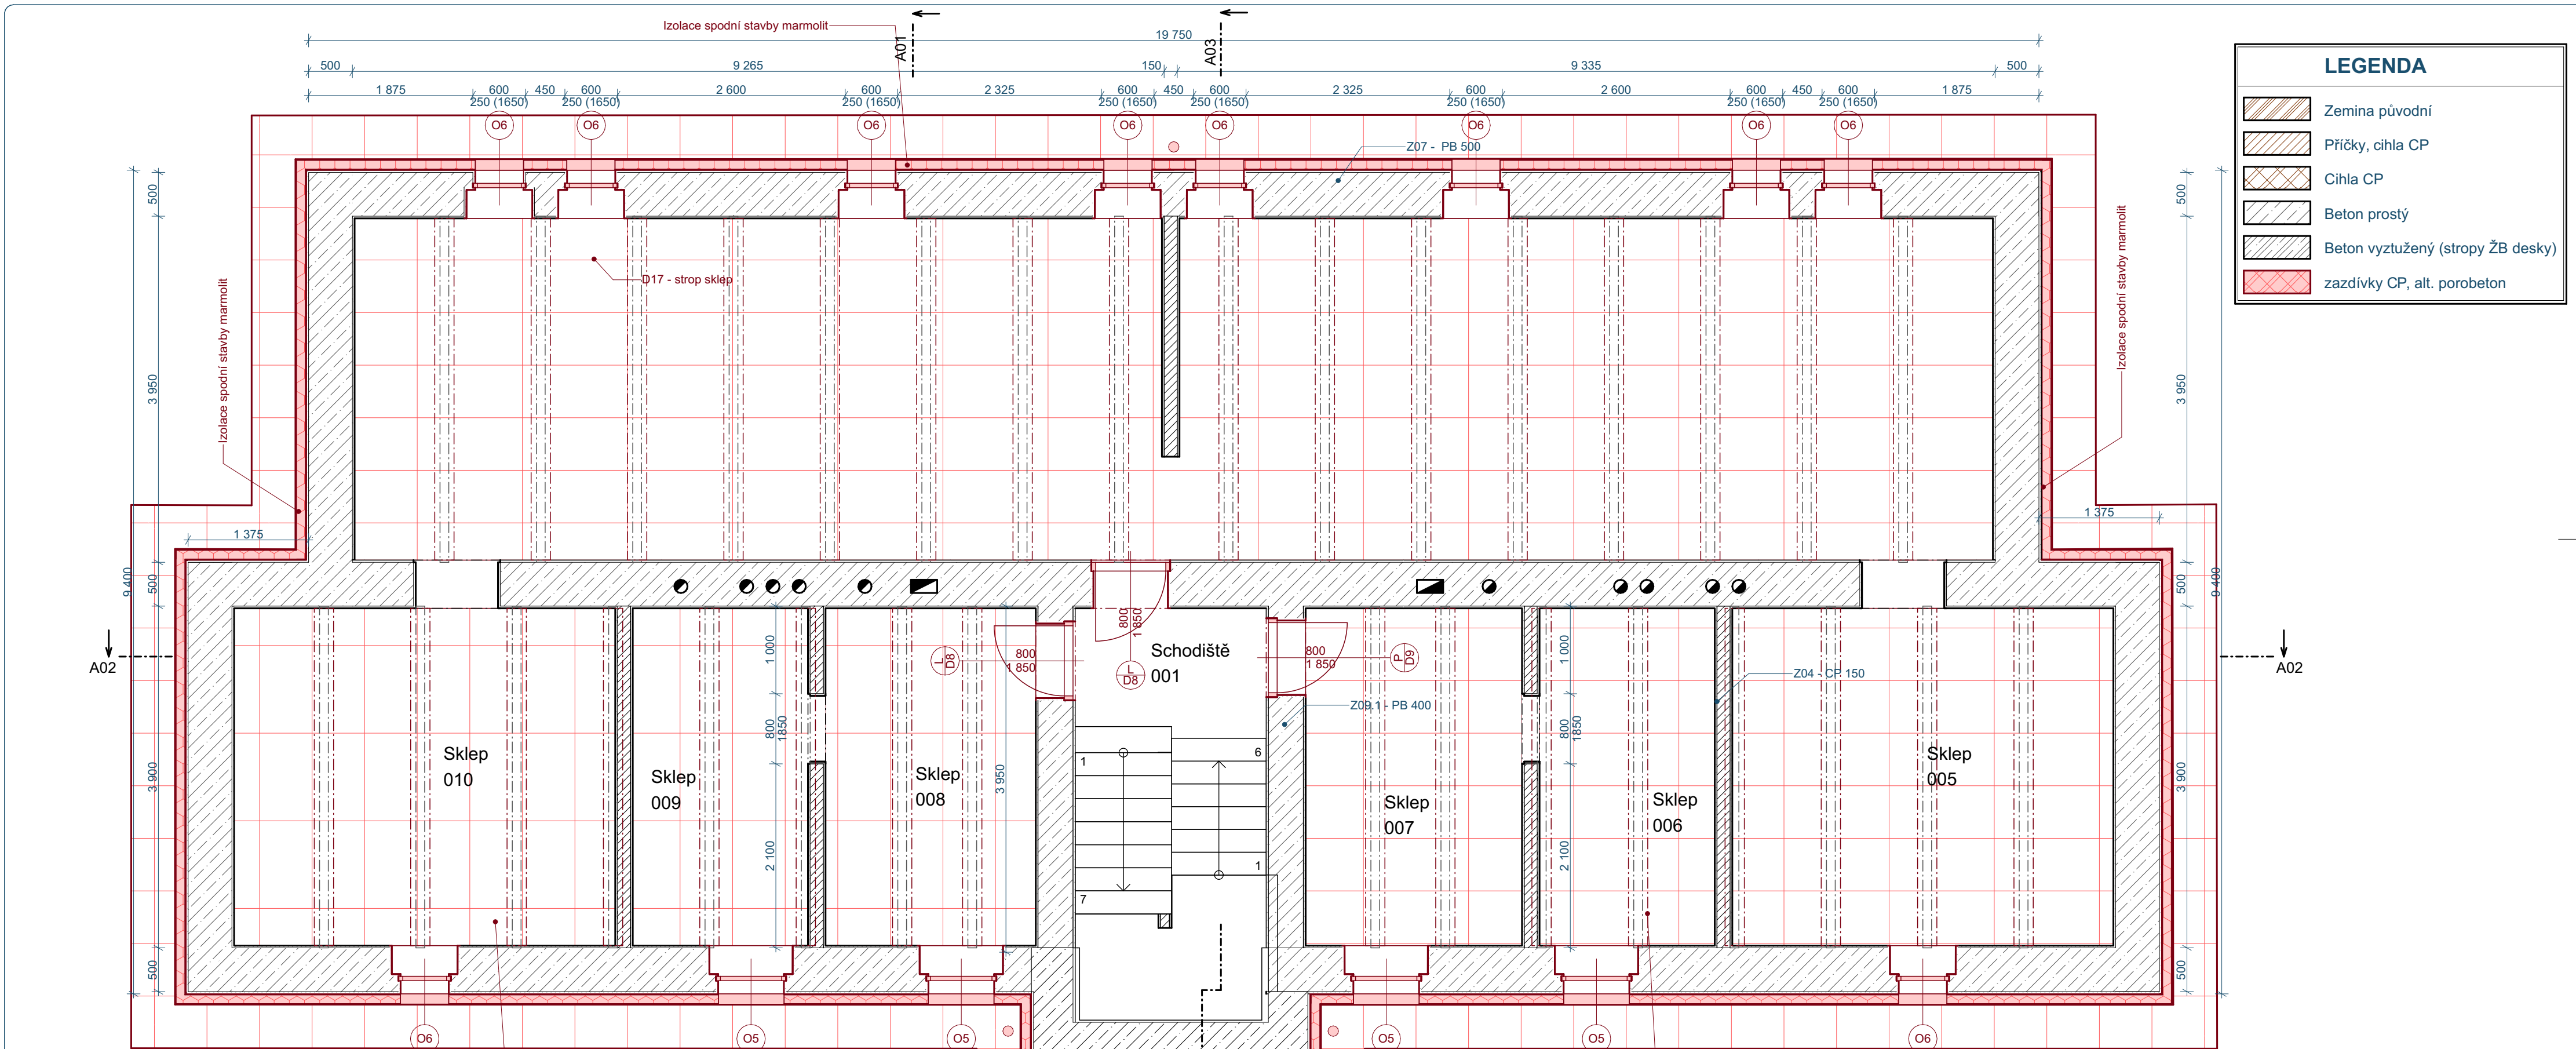 Izolace spodní stavby marmolit
A01
A03
19 750
500
9 265
150
9 335
500
1 875
600
450
600
2 600
600
2 325
600
450
600
2 325
600
2 600
600
450
600
1 875
250 (1650)
250 (1650)
250 (1650)
250 (1650)
250 (1650)
250 (1650)
250 (1650)
250 (1650)
O6
O6
O6
O6
O6
O6
O6
O6
LEGENDA
Zemina původní
Příčky, cihla CP
Cihla CP
Beton prostý
Beton vyztužený (stropy ŽB desky)
zazdívky CP, alt. porobeton
Z07 - PB 500
500
500
D17 - strop sklep
Izolace spodní stavby marmolit
Izolace spodní stavby marmolit
3 950
3 950
1 375
1 375
9 400
500
500
9 400
A02
A02
800
1 850
L
D8
800
1 850
L
D8
Schodiště
001
800
1 850
P
D9
1 000
1 000
Z04 - CP 150
Z09.1 - PB 400
800
1850
800
1850
Sklep
010
Sklep
009
Sklep
008
3 950
1
6
7
1
Sklep
007
Sklep
006
Sklep
005
3 900
3 900
2 100
2 100
500
500
O6
O5
O5
O5
O5
O6